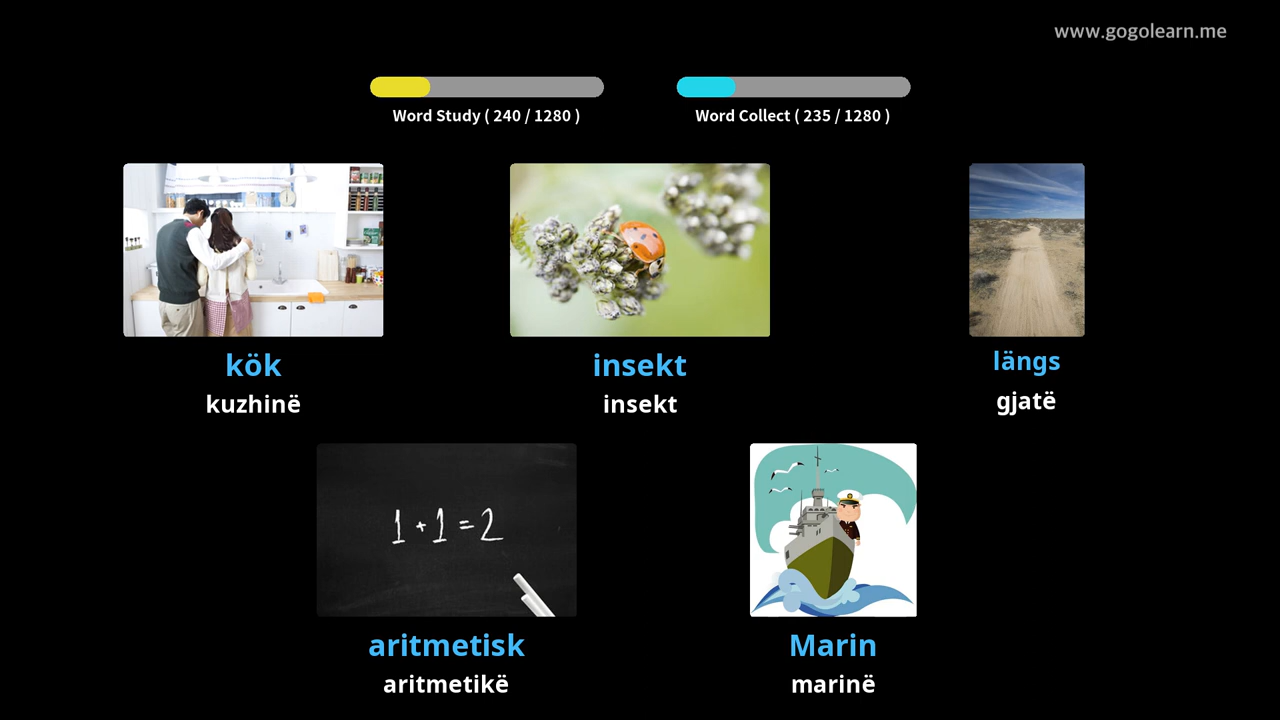 www.gogolearn.me
Word Study ( 240 / 1280 )
Word Collect ( 235 / 1280 )
kök
kuzhinë
insekt
insekt
längs
gjatë
1 + 1 = 2
aritmetisk
aritmetikë
Marin
marinë